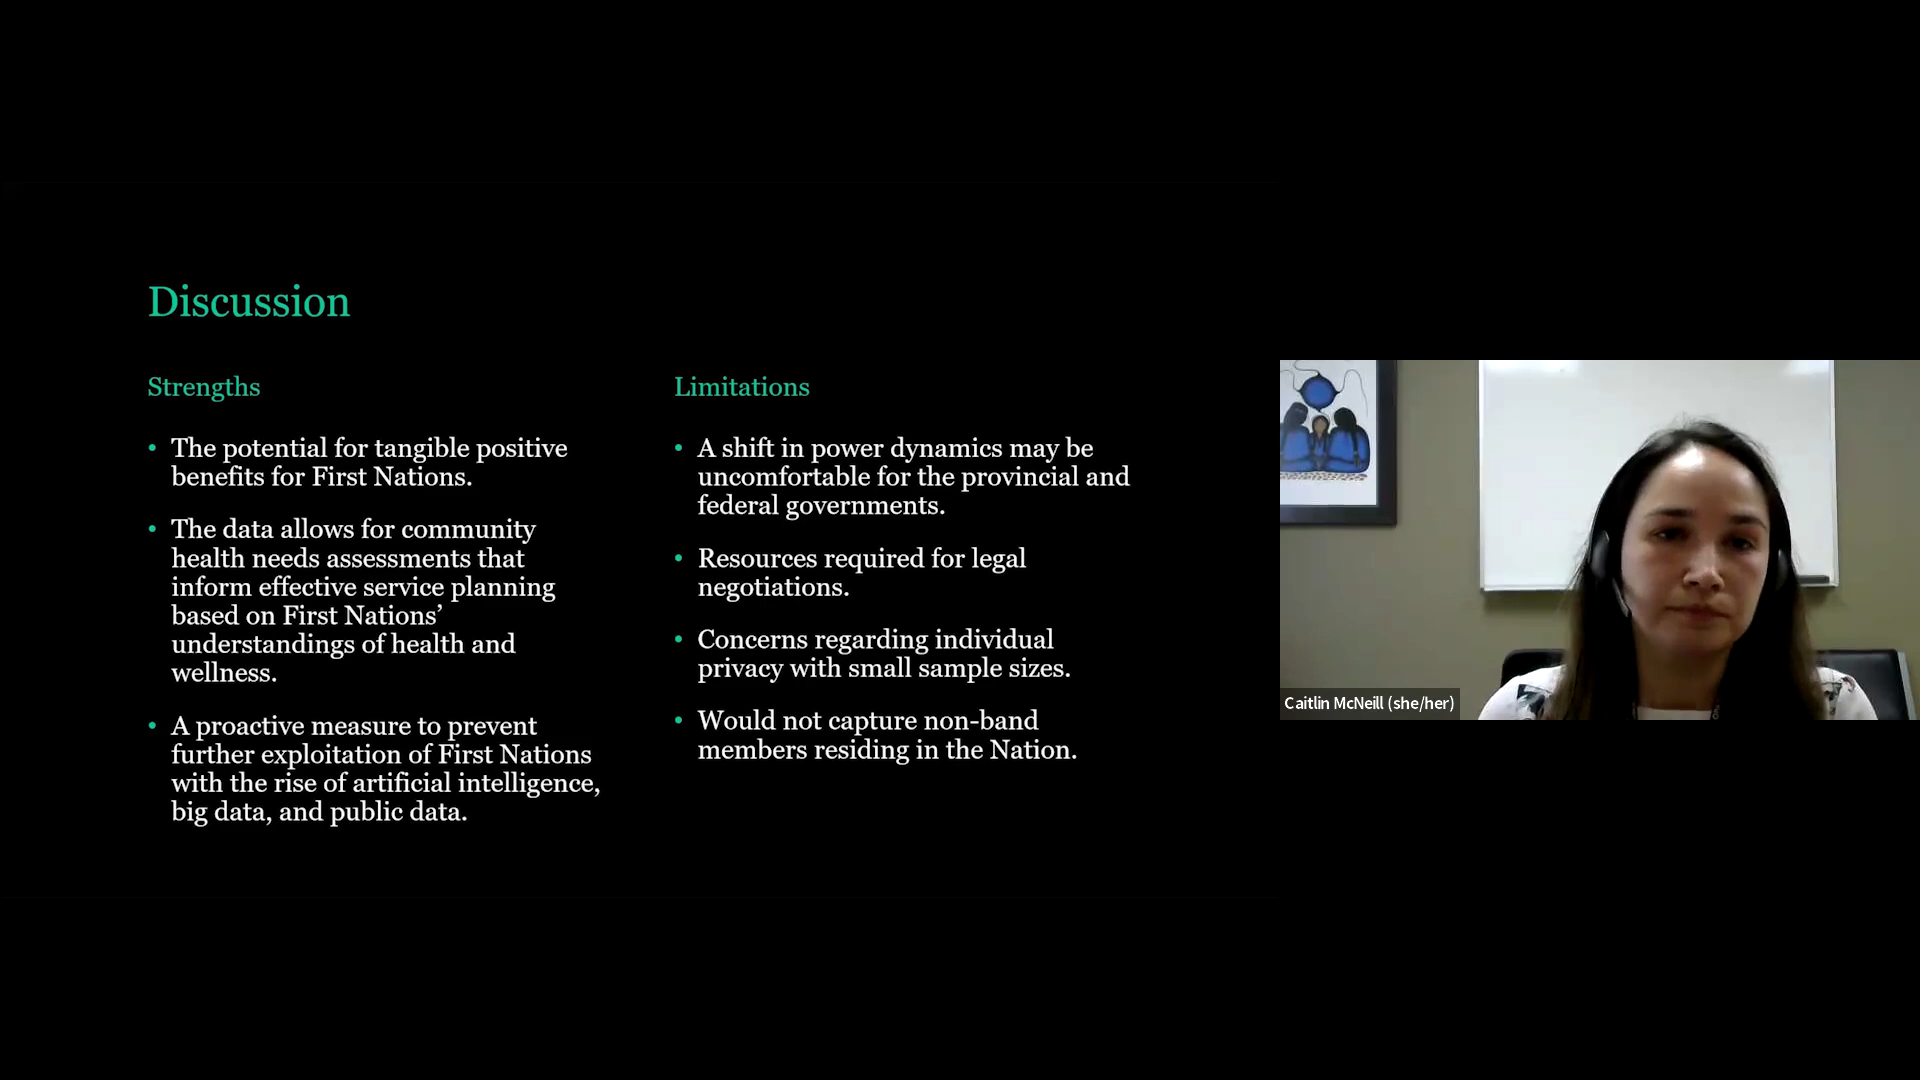 Discussion
Strengths
• The potential for tangible positive
benefits for First Nations.
• The data allows for community
health needs assessments that
inform effective service planning
based on First Nations’
understandings of health and
wellness.
• A proactive measure to prevent
further exploitation of First Nations
with the rise of artificial intelligence,
big data, and public data.
Limitations
• A shift in power dynamics may be
uncomfortable for the provincial and
federal governments.
• Resources required for legal
negotiations.
• Concerns regarding individual
privacy with small sample sizes.
• Would not capture non-band
members residing in the Nation.
Caitlin McNeill (she/her)